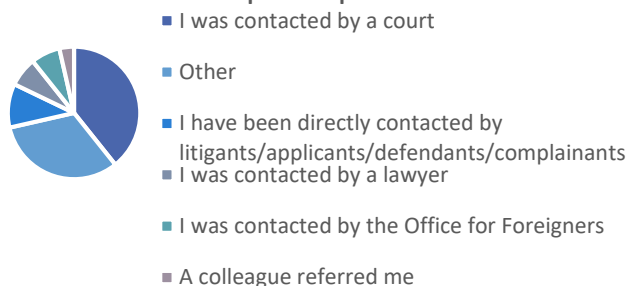 I was contacted by a court
Other
I have been directly contacted by
litigants/applicants/defendants/complainants
I was contacted by a lawyer
I was contacted by the Office for Foreigners
A colleague referred me